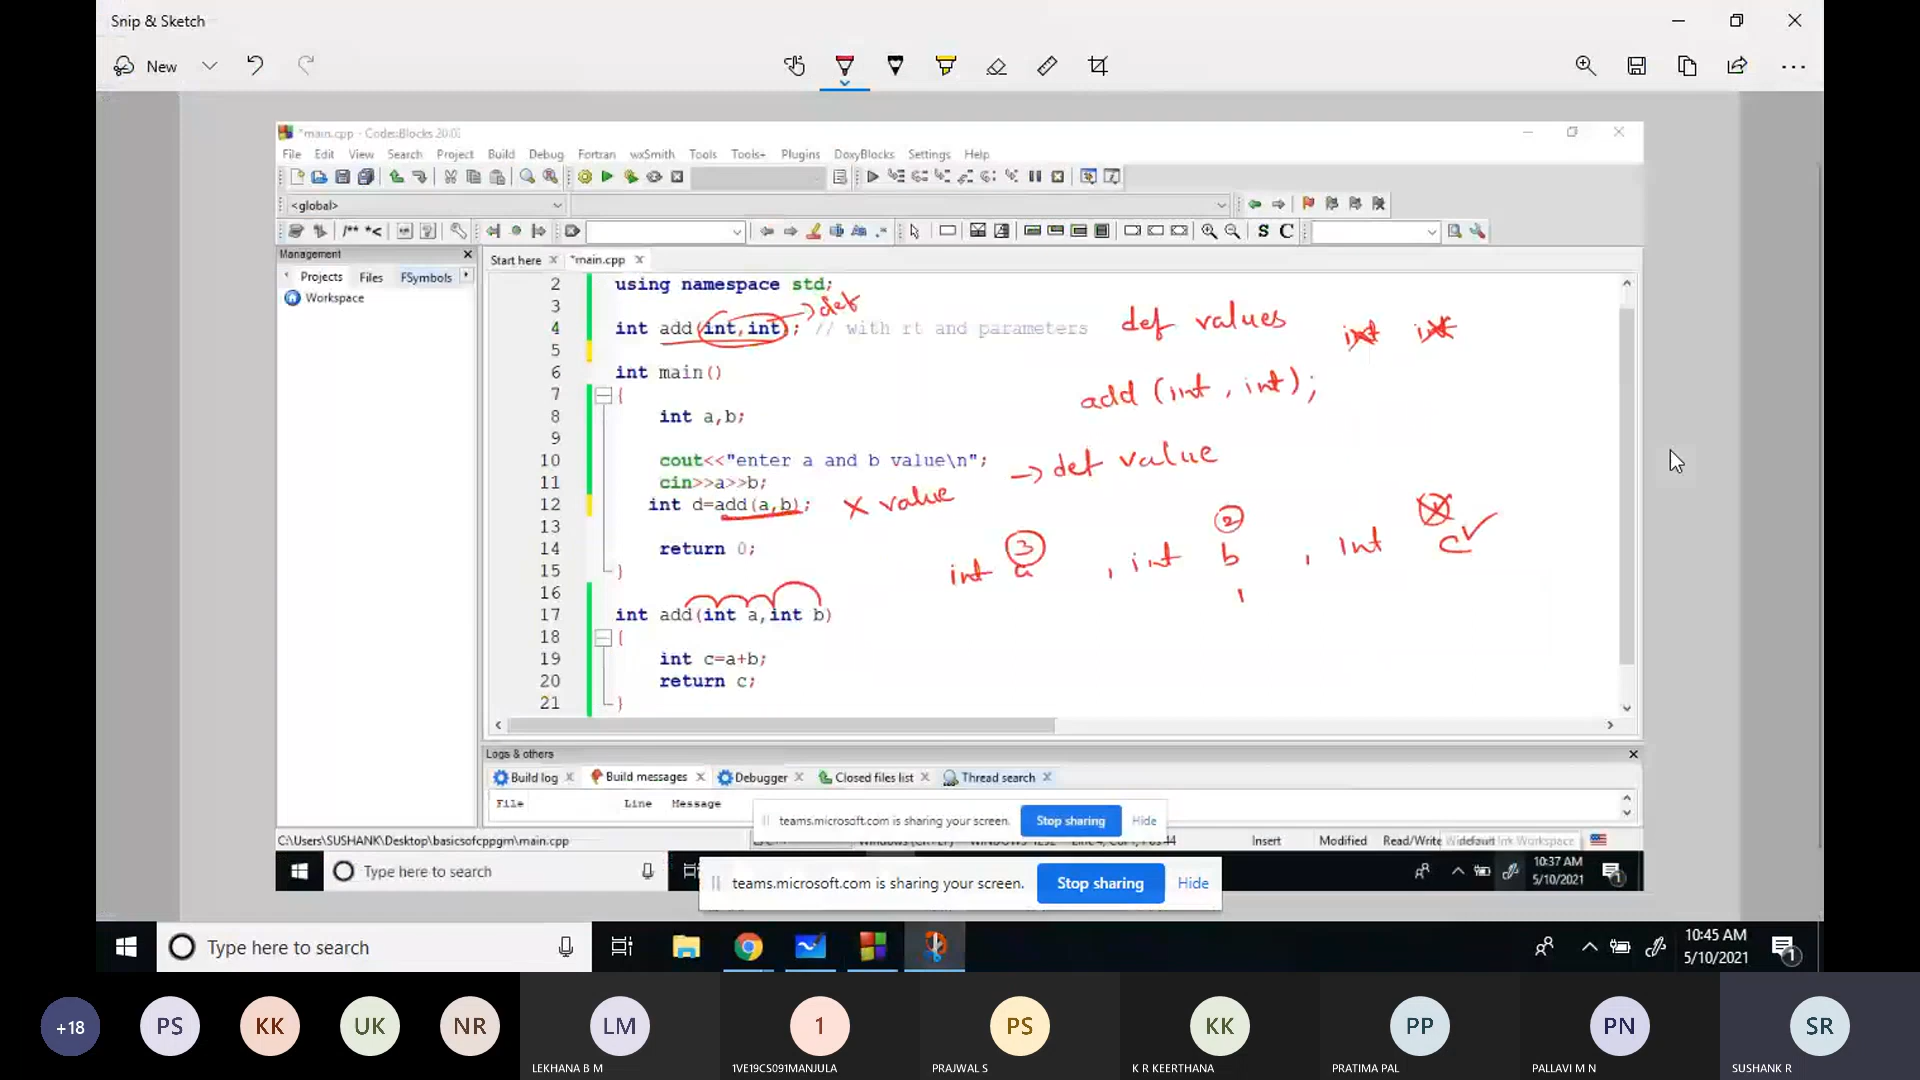 Snip & Sketch
New
*main.cpp - Code::Blocks 20.03
File Edit View Search Project Build Debug Fortran wxSmith Tools Tools+ Plugins DoxyBlocks Settings Help
<global>
/** *< S C
Management
Projects Files FSymbols
Workspace
Start here *main.cpp
2 using namespace std;
3
def
4 int add(int,int); // with rt and parameters
def values int int
5
6 int main()
7 {
add (int, int);
8 int a,b;
9
10 cout<<"enter a and b value\n";
→ def value
11 cin>>a>>b;
12 int d=add(a,b); x value
13
14 return 0;
3 2
int a , int b , int c
15 }
16
17 int add(int a,int b)
18 {
19 int c=a+b;
20 return c;
21 }
Logs & others
Build log Build messages Debugger Closed files list Thread search
File Line Message
teams.microsoft.com is sharing your screen. Stop sharing Hide
C:\Users\SUSHANK\Desktop\basicsofcppgm\main.cpp Insert Modified Read/Write
Type here to search 10:37 AM
5/10/2021
1
teams.microsoft.com is sharing your screen. Stop sharing Hide
Type here to search 10:45 AM
5/10/2021
1
+18 PS KK UK NR LM 1 PS KK PP PN SR
LEKHANA B M 1VE19CS091MANJULA PRAJWAL S K R KEERTHANA PRATIMA PAL PALLAVI M N SUSHANK R